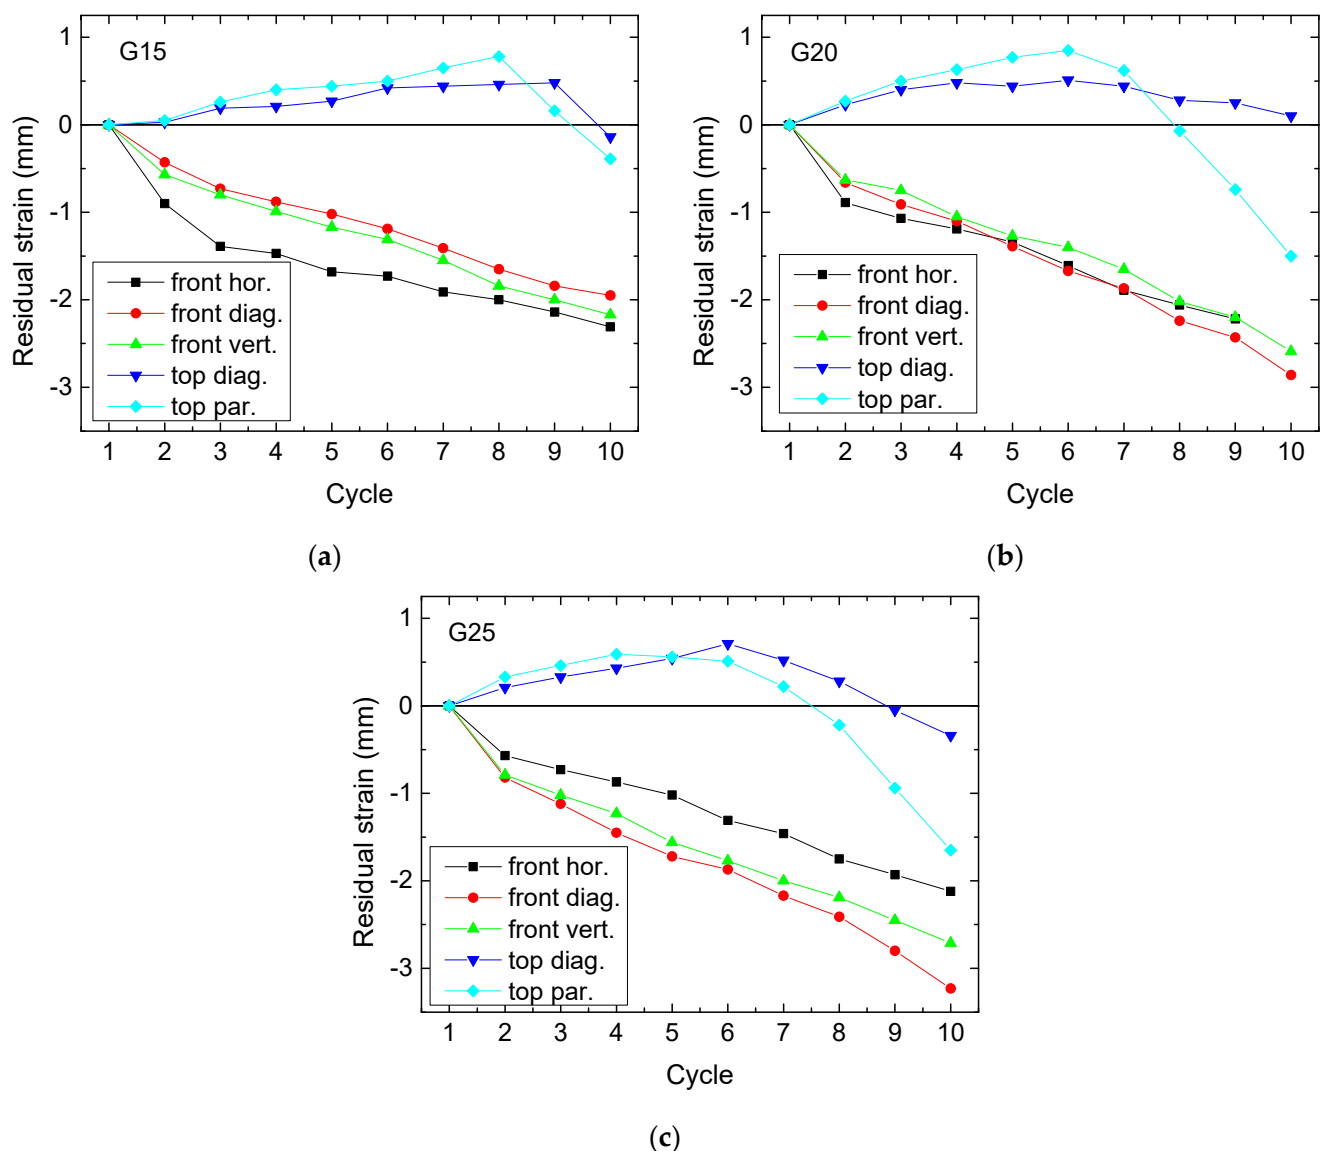 G15
1
0
-1
-2
-3
Residual strain (mm)
front hor.
front diag.
front vert.
top diag.
top par.
1 2 3 4 5 6 7 8 9 10
Cycle
(a)
G20
1
0
-1
-2
-3
Residual strain (mm)
front hor.
front diag.
front vert.
top diag.
top par.
1 2 3 4 5 6 7 8 9 10
Cycle
(b)
G25
1
0
-1
-2
-3
Residual strain (mm)
front hor.
front diag.
front vert.
top diag.
top par.
1 2 3 4 5 6 7 8 9 10
Cycle
(c)